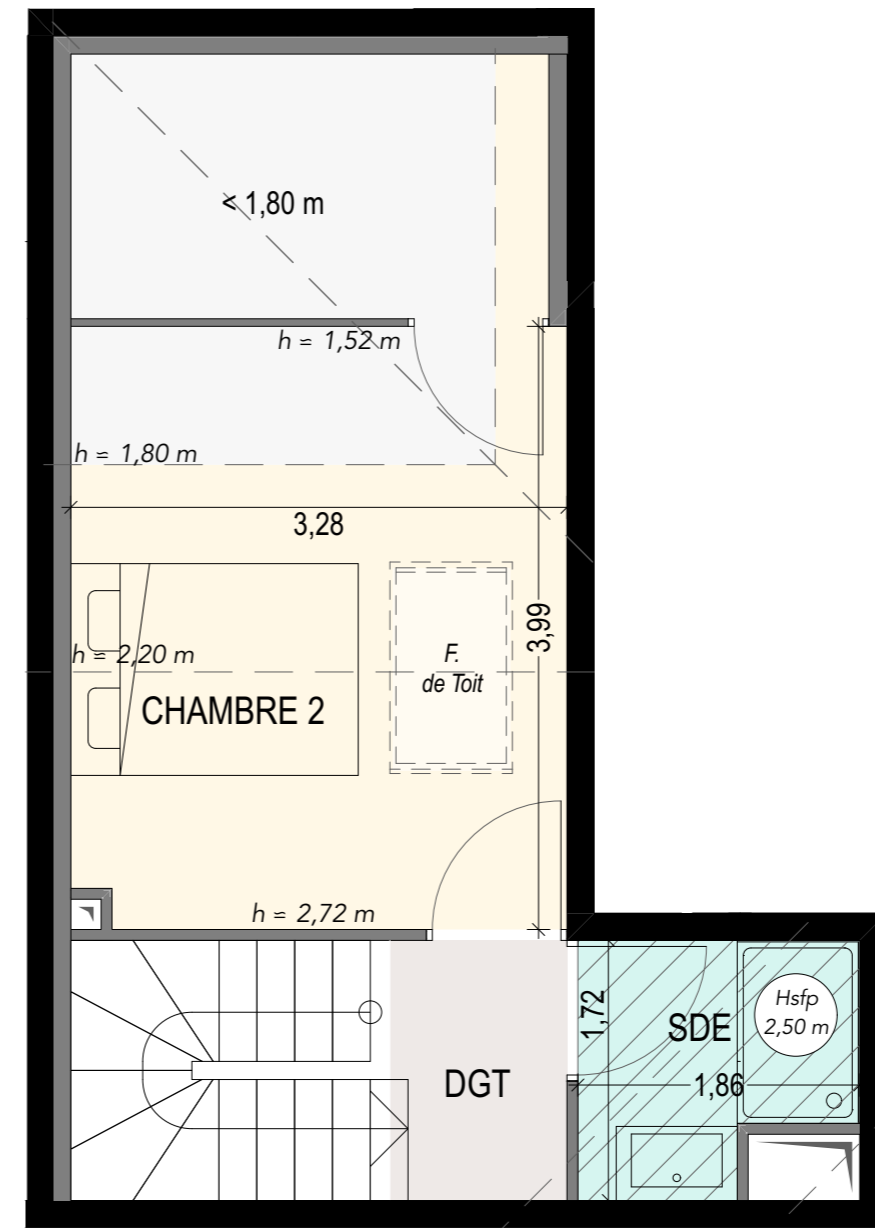 < 1,80 m
h ≃ 1,52 m
h ≃ 1,80 m
3,28
3,99
h ≃ 2,20 m
F.
de Toit
CHAMBRE 2
h ≃ 2,72 m
1,72
SDE
Hsfp
2,50 m
DGT
1,86